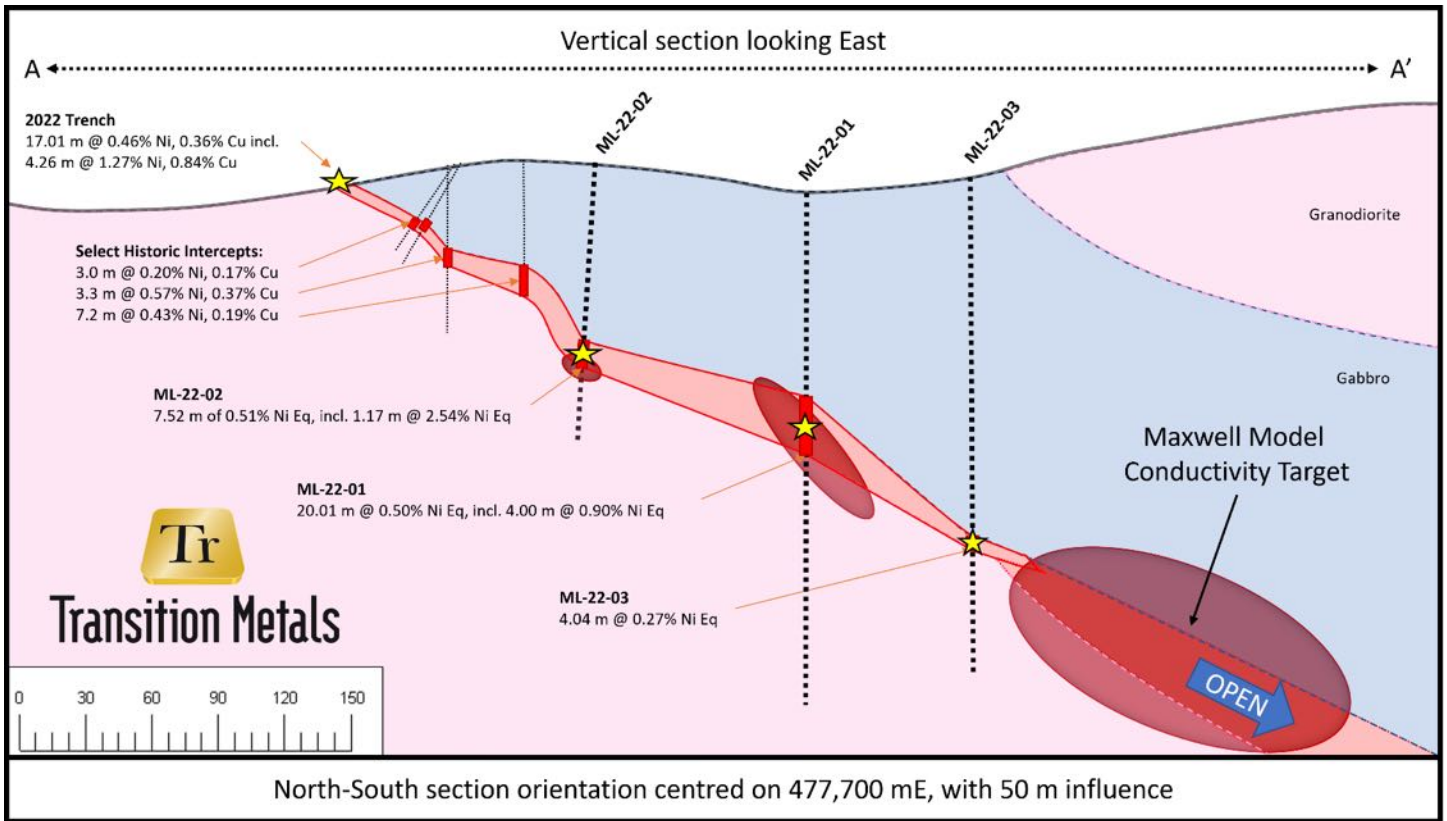 Vertical section looking East
A
A'
2022 Trench
17.01 m @ 0.46% Ni, 0.36% Cu incl.
4.26 m @ 1.27% Ni, 0.84% Cu
ML-22-02
ML-22-01
ML-22-03
Granodiorite
Select Historic Intercepts:
3.0 m @ 0.20% Ni, 0.17% Cu
3.3 m @ 0.57% Ni, 0.37% Cu
7.2 m @ 0.43% Ni, 0.19% Cu
Gabbro
ML-22-02
7.52 m of 0.51% Ni Eq, incl. 1.17 m @ 2.54% Ni Eq
Maxwell Model
Conductivity Target
ML-22-01
20.01 m @ 0.50% Ni Eq, incl. 4.00 m @ 0.90% Ni Eq
Tr
Transition Metals
ML-22-03
4.04 m @ 0.27% Ni Eq
OPEN
0 30 60 90 120 150
North-South section orientation centred on 477,700 mE, with 50 m influence